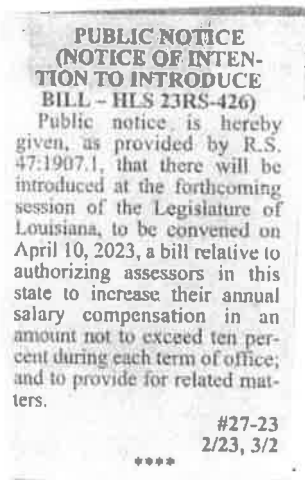 PUBLIC NOTICE
(NOTICE OF INTEN-
TION TO INTRODUCE
BILL – HLS 23RS-426)
Public notice is hereby
given, as provided by R.S.
47:1907.1, that there will be
introduced at the forthcoming
session of the Legislature of
Louisiana, to be convened on
April 10, 2023, a bill relative to
authorizing assessors in this
state to increase their annual
salary compensation in an
amount not to exceed ten per-
cent during each term of office;
and to provide for related mat-
ters.
#27-23
2/23, 3/2
****